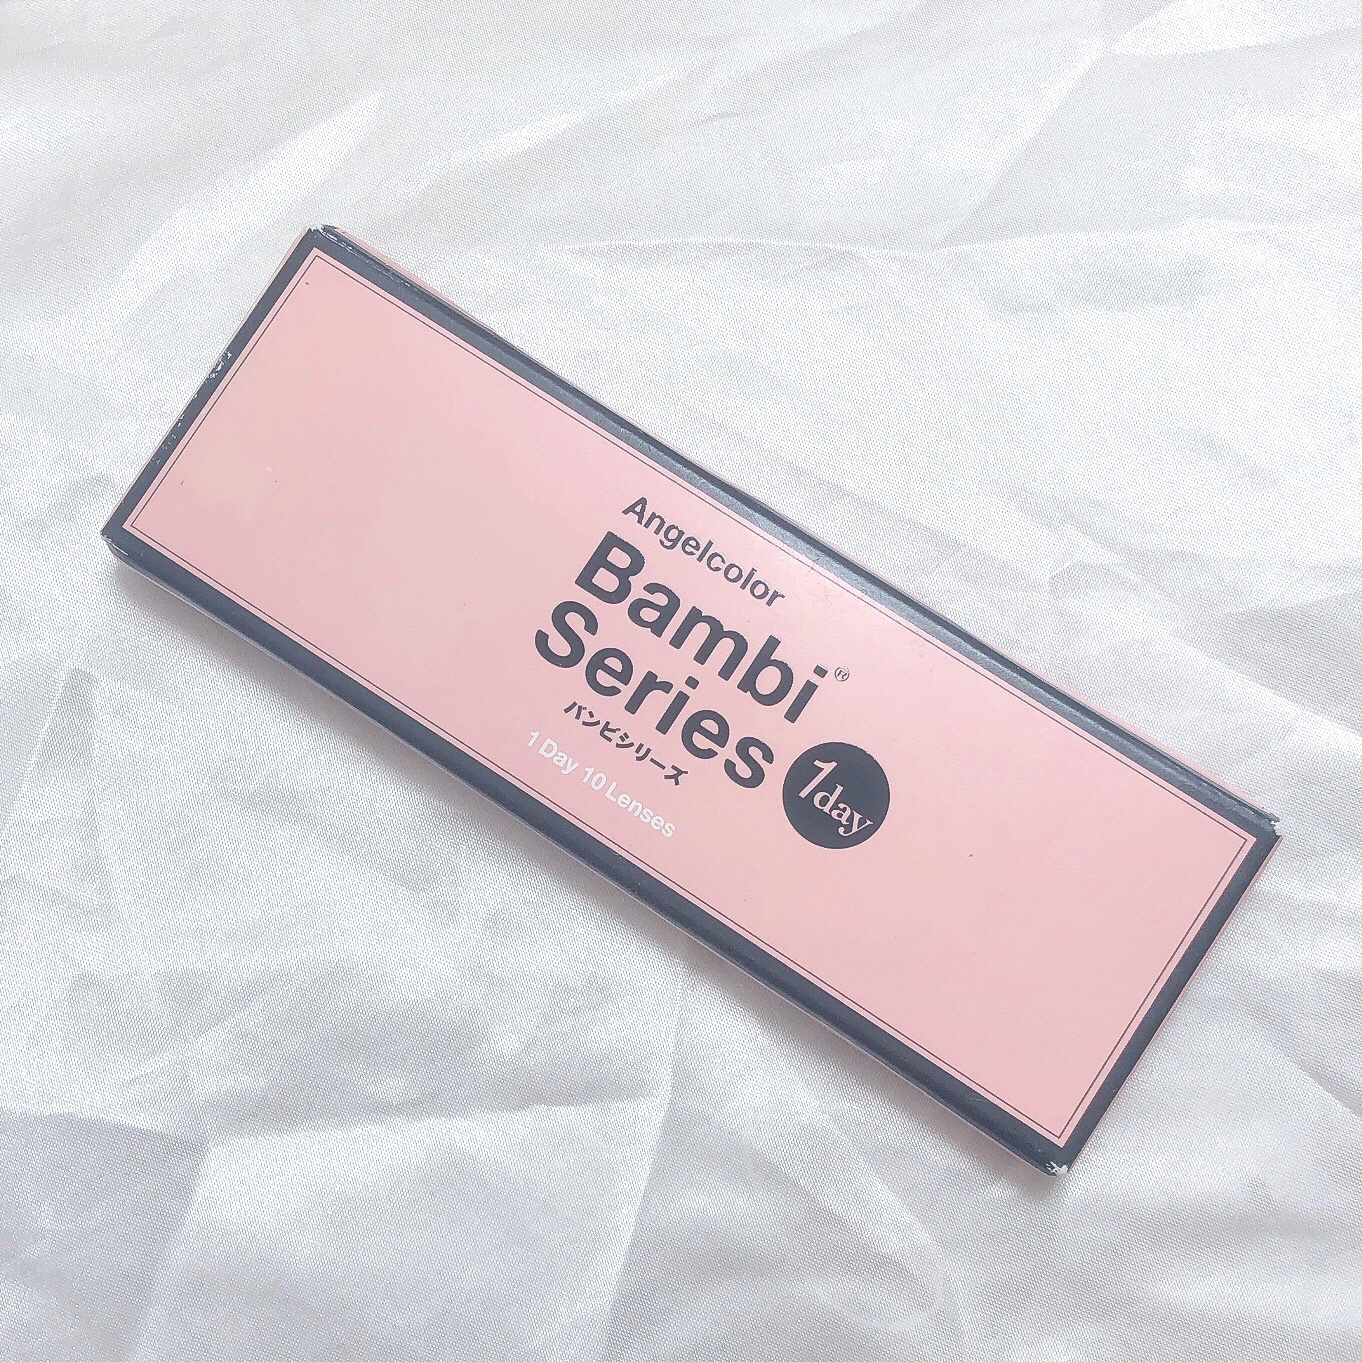 Angelcolor
Bambi®
Series
バンビシリーズ
1 Day 10 Lenses
1day